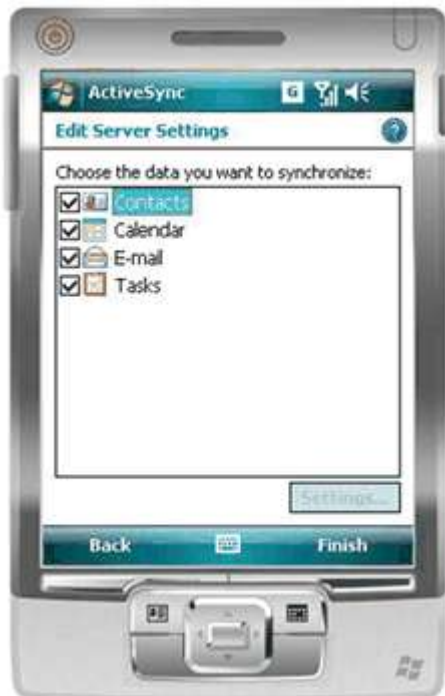 ActiveSync G
Edit Server Settings ?
Choose the data you want to synchronize:
Contacts
Calendar
E-mail
Tasks
Settings...
Back Finish